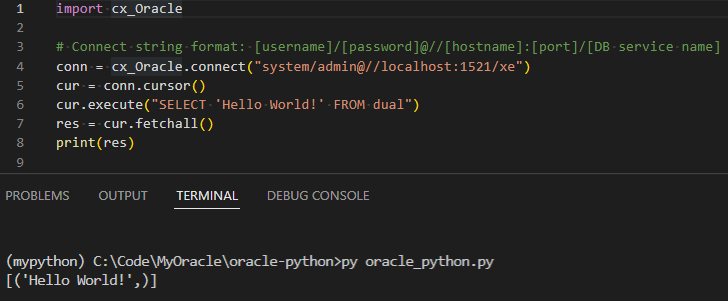 1 import cx_Oracle
2
3 # Connect string format: [username]/[password]@//[hostname]:[port]/[DB service name]
4 conn = cx_Oracle.connect("system/admin@//localhost:1521/xe")
5 cur = conn.cursor()
6 cur.execute("SELECT 'Hello World!' FROM dual")
7 res = cur.fetchall()
8 print(res)
9
PROBLEMS OUTPUT TERMINAL DEBUG CONSOLE
(mypython) C:\Code\MyOracle\oracle-python>py oracle_python.py
[('Hello World!',)]